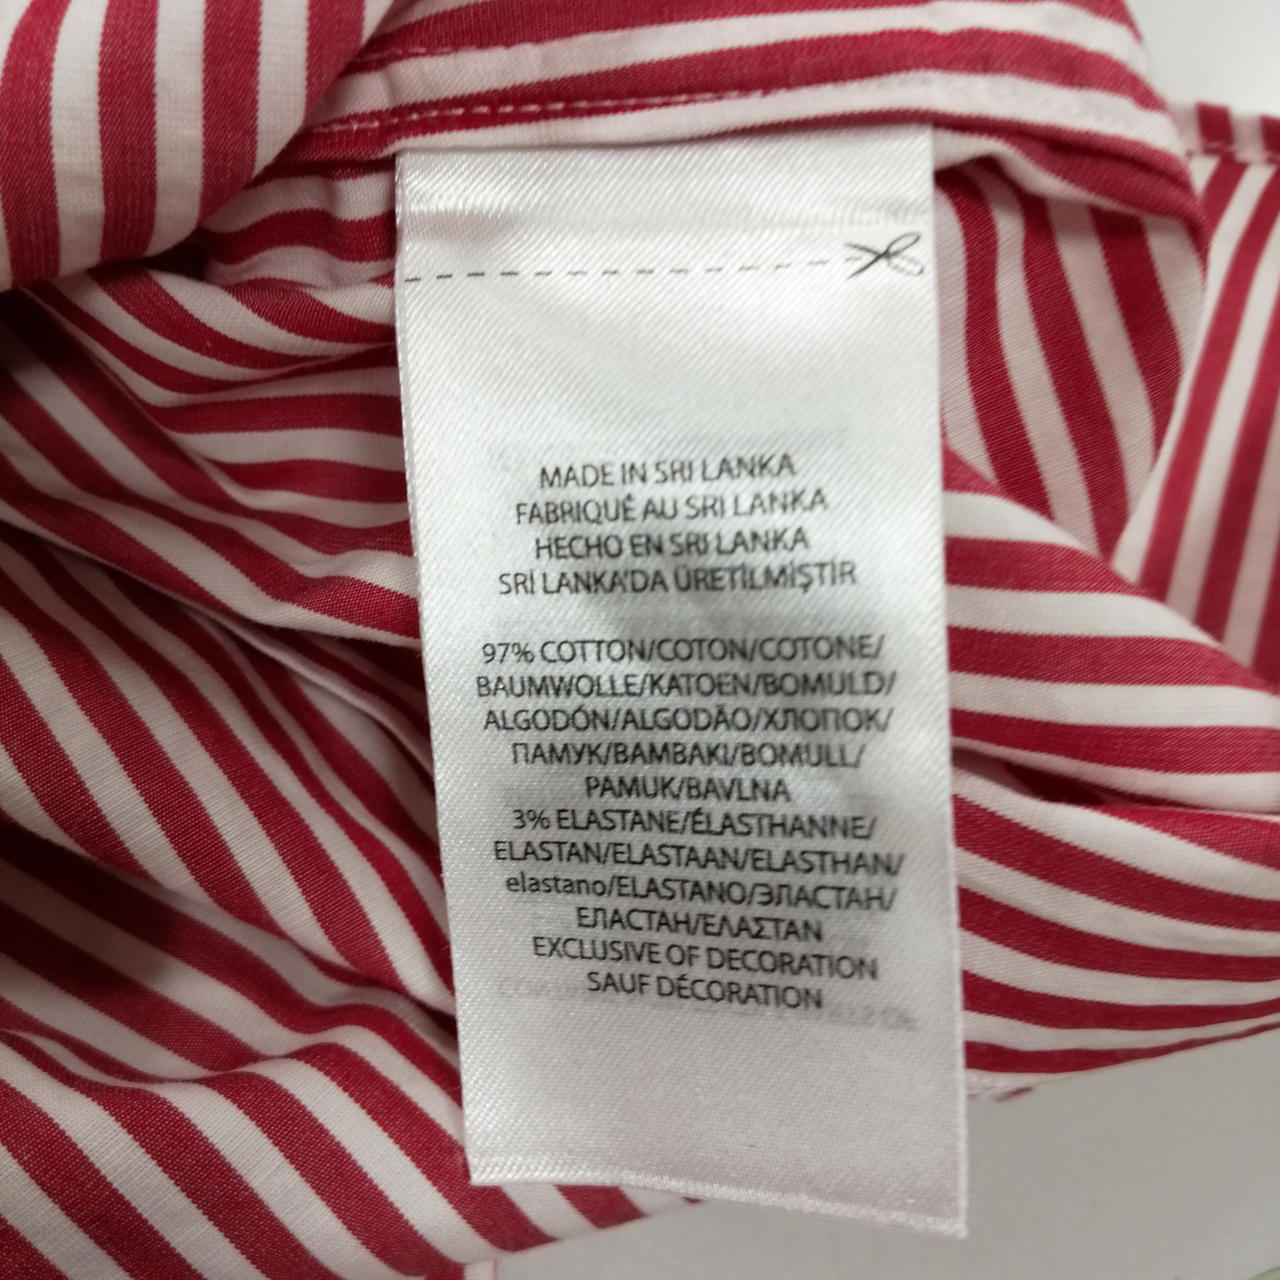 MADE IN SRI LANKA
FABRIQUÉ AU SRI LANKA
HECHO EN SRI LANKA
SRİ LANKA'DA ÜRETİLMİŞTİR
97% COTTON/COTON/COTONE/
BAUMWOLLE/KATOEN/BOMULD/
ALGODÓN/ALGODÃO/ХЛОПОК/
ПАМУК/BAMBAKI/BOMULL/
PAMUK/BAVLNA
3% ELASTANE/ÉLASTHANNE/
ELASTAN/ELASTAAN/ELASTHAN/
elastano/ELASTANO/ЭЛАСТАН/
ЕЛАСТАН/ΕΛΑΣΤΑΝ
EXCLUSIVE OF DECORATION
SAUF DÉCORATION